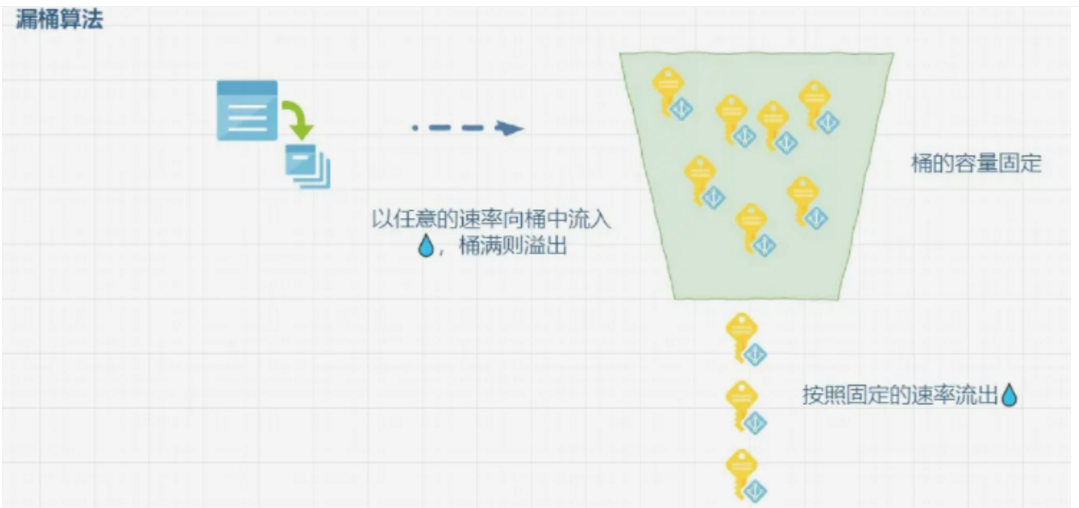 漏桶算法
以任意的速率向桶中流入
💧，桶满则溢出
桶的容量固定
按照固定的速率流出💧